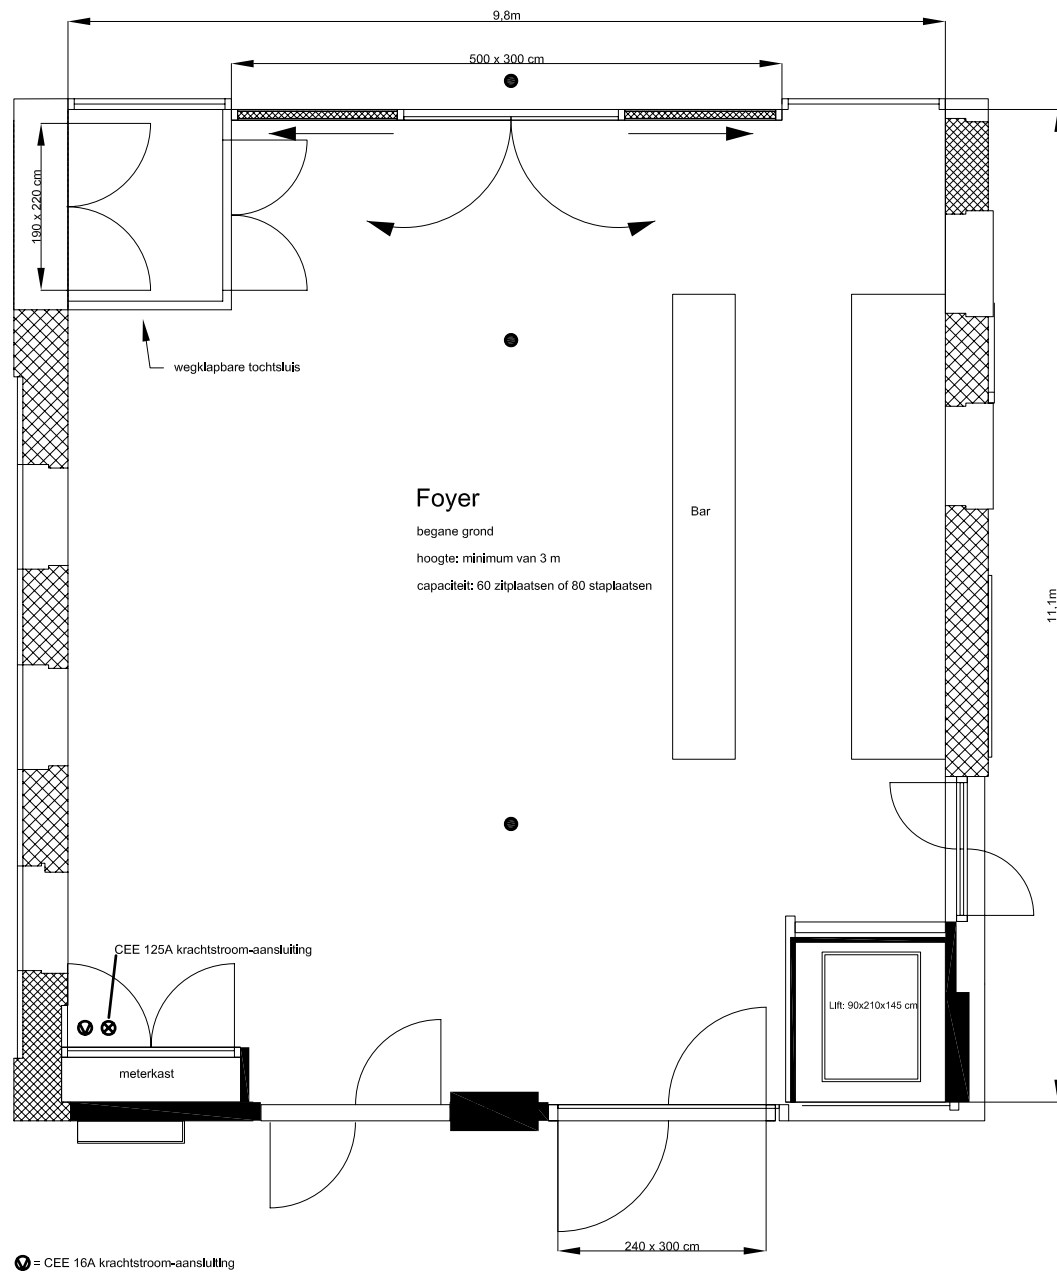 9,8m
500 x 300 cm
190 x 220 cm
wegklapbare tochtsluis
Foyer
begane grond
hoogte: minimum van 3 m
capaciteit: 60 zitplaatsen of 80 staplaatsen
Bar
11,1m
CEE 125A krachtstroom-aansluiting
Lift: 90x210x145 cm
meterkast
240 x 300 cm
= CEE 16A krachtstroom-aansluiting